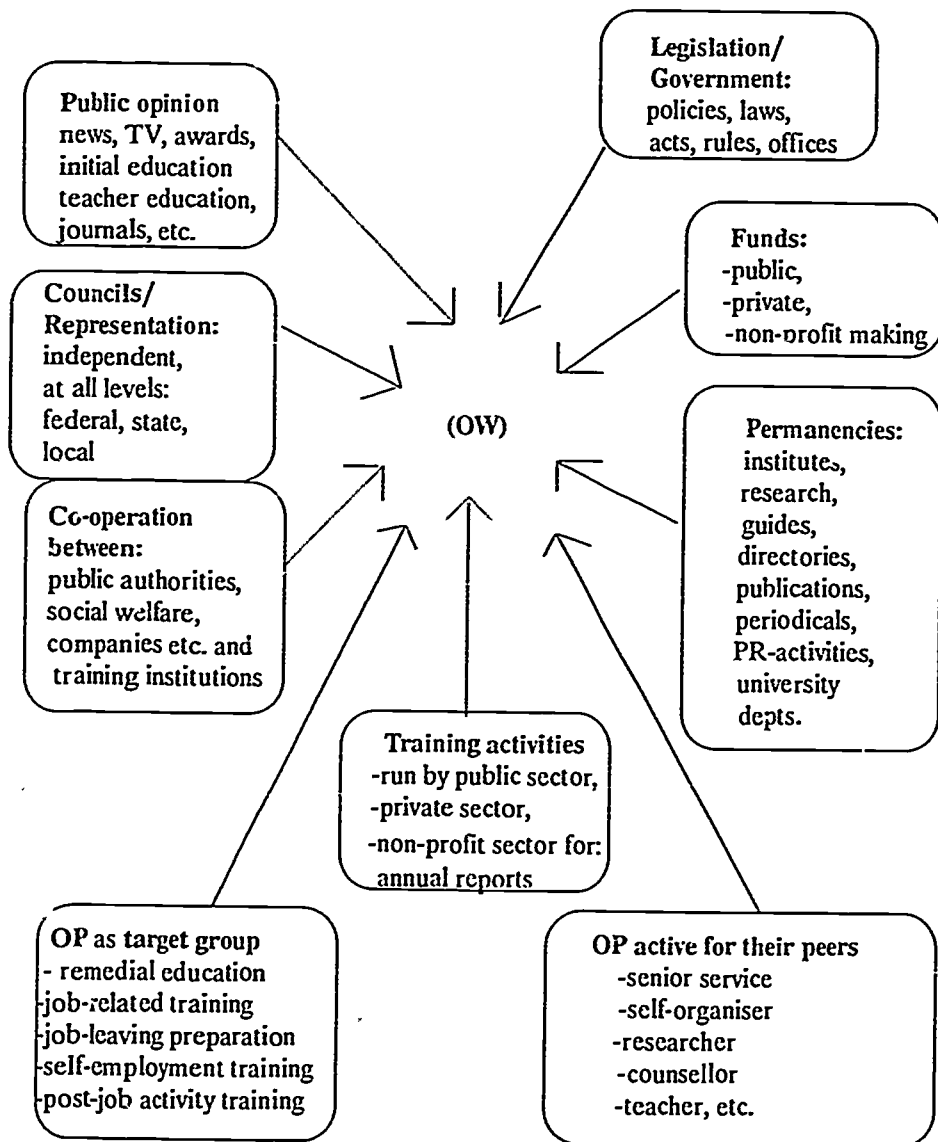 Public opinion
news, TV, awards,
initial education
teacher education,
journals, etc.
Legislation/
Government:
policies, laws,
acts, rules, offices
Councils/
Representation:
independent,
at all levels:
federal, state,
local
Funds:
-public,
-private,
-non-profit making
(OW)
Co-operation
between:
public authorities,
social welfare,
companies etc. and
training institutions
Permanencies:
institutes,
research,
guides,
directories,
publications,
periodicals,
PR-activities,
university
depts.
Training activities
-run by public sector,
-private sector,
-non-profit sector for:
annual reports
OP as target group
- remedial education
-job-related training
-job-leaving preparation
-self-employment training
-post-job activity training
OP active for their peers
-senior service
-self-organiser
-researcher
-counsellor
-teacher, etc.